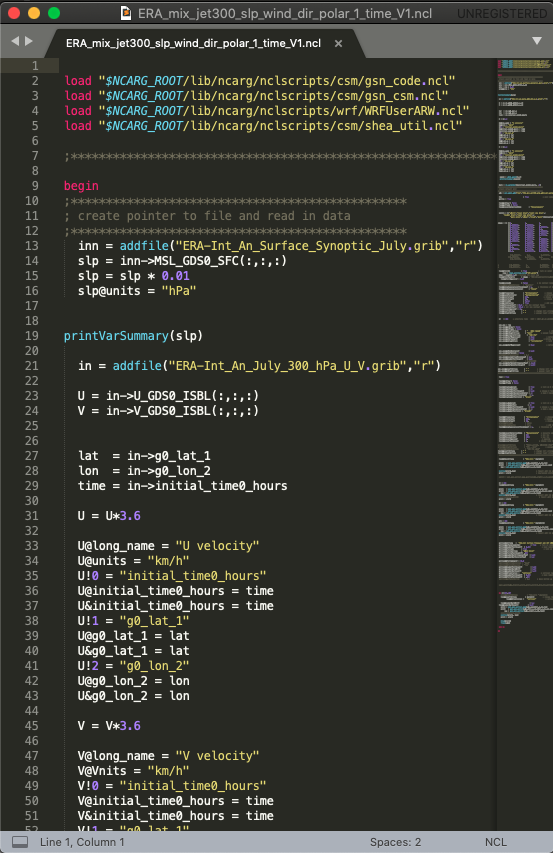 ERA_mix_jet300_slp_wind_dir_polar_1_time_V1.ncl UNREGISTERED
ERA_mix_jet300_slp_wind_dir_polar_1_time_V1.ncl ×
1
2 load "$NCARG_ROOT/lib/ncarg/nclscripts/csm/gsn_code.ncl"
3 load "$NCARG_ROOT/lib/ncarg/nclscripts/csm/gsn_csm.ncl"
4 load "$NCARG_ROOT/lib/ncarg/nclscripts/wrf/WRFUserARW.ncl"
5 load "$NCARG_ROOT/lib/ncarg/nclscripts/csm/shea_util.ncl"
6
7 ;*************************************************************
8
9 begin
10 ;************************************************
11 ; create pointer to file and read in data
12 ;************************************************
13 inn = addfile("ERA-Int_An_Surface_Synoptic_July.grib","r")
14 slp = inn->MSL_GDS0_SFC(:,:,:)
15 slp = slp * 0.01
16 slp@units = "hPa"
17
18
19 printVarSummary(slp)
20
21 in = addfile("ERA-Int_An_July_300_hPa_U_V.grib","r")
22
23 U = in->U_GDS0_ISBL(:,:,:)
24 V = in->V_GDS0_ISBL(:,:,:)
25
26
27 lat = in->g0_lat_1
28 lon = in->g0_lon_2
29 time = in->initial_time0_hours
30
31 U = U*3.6
32
33 U@long_name = "U velocity"
34 U@units = "km/h"
35 U!0 = "initial_time0_hours"
36 U@initial_time0_hours = time
37 U&initial_time0_hours = time
38 U!1 = "g0_lat_1"
39 U@g0_lat_1 = lat
40 U&g0_lat_1 = lat
41 U!2 = "g0_lon_2"
42 U@g0_lon_2 = lon
43 U&g0_lon_2 = lon
44
45 V = V*3.6
46
47 V@long_name = "V velocity"
48 V@Vnits = "km/h"
49 V!0 = "initial_time0_hours"
50 V@initial_time0_hours = time
51 V&initial_time0_hours = time
52 V!1 = "g0_lat_1"
Line 1, Column 1 Spaces: 2 NCL